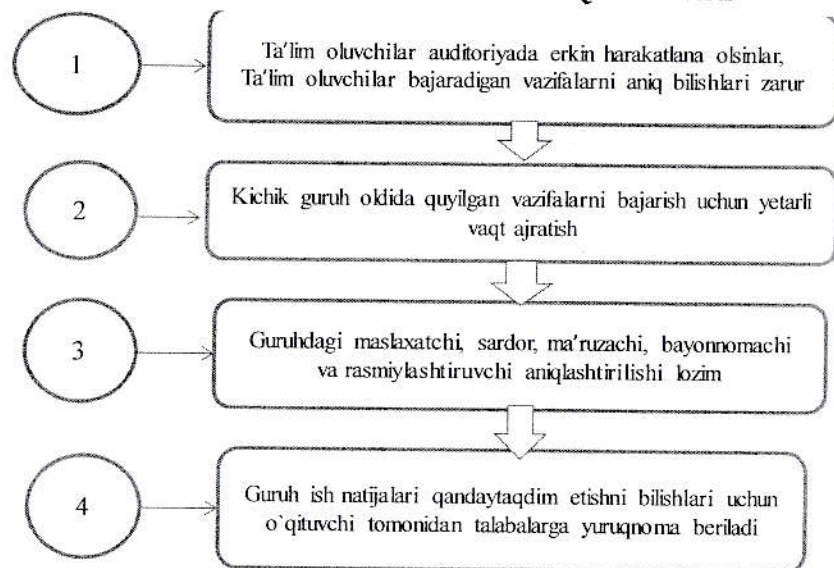 1
Ta'lim oluvchilar auditoriyada erkin harakatlana olsinlar,
Ta'lim oluvchilar bajaradigan vazifalarni aniq bilishlari zarur
2
Kichik guruh oldida quyilgan vazifalarni bajarish uchun yetarli
vaqt ajratish
3
Guruhdagi maslaxatchi, sardor, ma'ruzachi, bayonnomachi
va rasmiylashtiruvchi aniqlashtirilishi lozim
4
Guruh ish natijalari qandaytaqdim etishni bilishlari uchun
o`qituvchi tomonidan talabalarga yuruqnoma beriladi